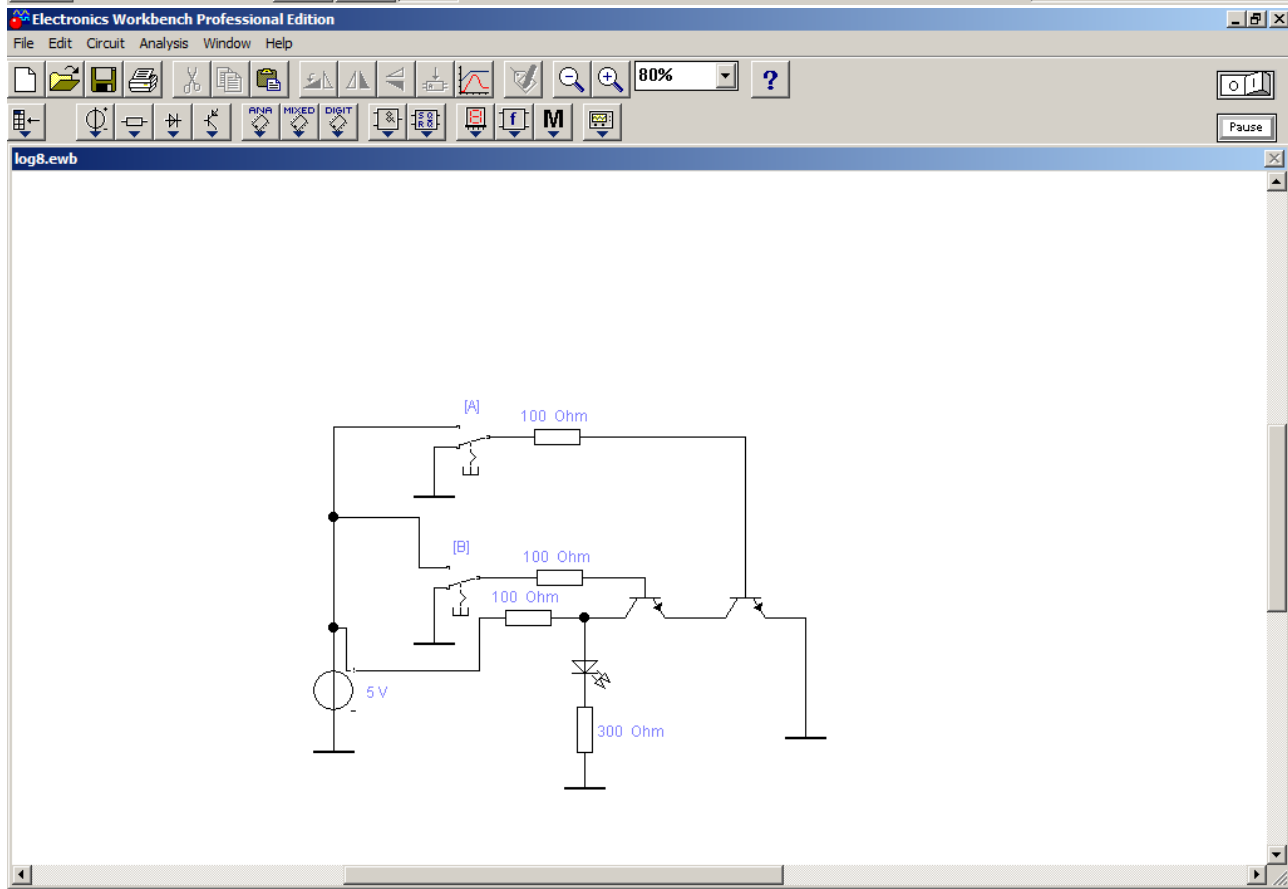 Electronics Workbench Professional Edition
File Edit Circuit Analysis Window Help
80%
?
ANA MIXED DIGIT
&
S Q
R Q
f
M
Pause
log8.ewb
[A]
100 Ohm
[B]
100 Ohm
100 Ohm
5 V
300 Ohm